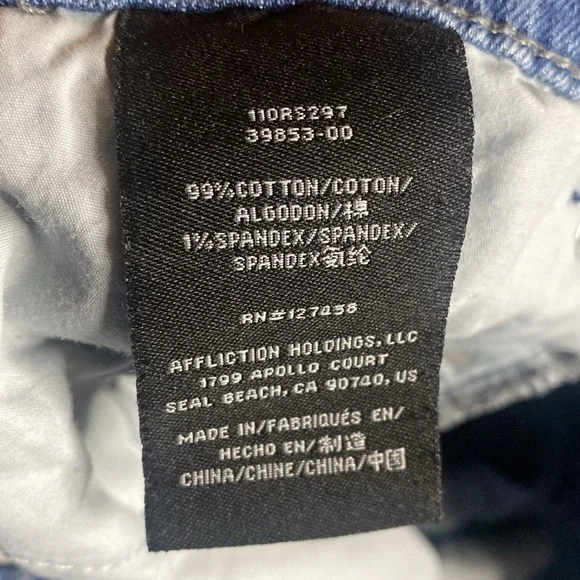 110RS297
39853-00
99%COTTON/COTON/
ALGODON/棉
1%SPANDEX/SPANDEX/
SPANDEX氨纶
RN#127458
AFFLICTION HOLDINGS, LLC
1799 APOLLO COURT
SEAL BEACH, CA 90740, US
MADE IN/FABRIQUÉS EN/
HECHO EN/制造
CHINA/CHINE/CHINA/中国